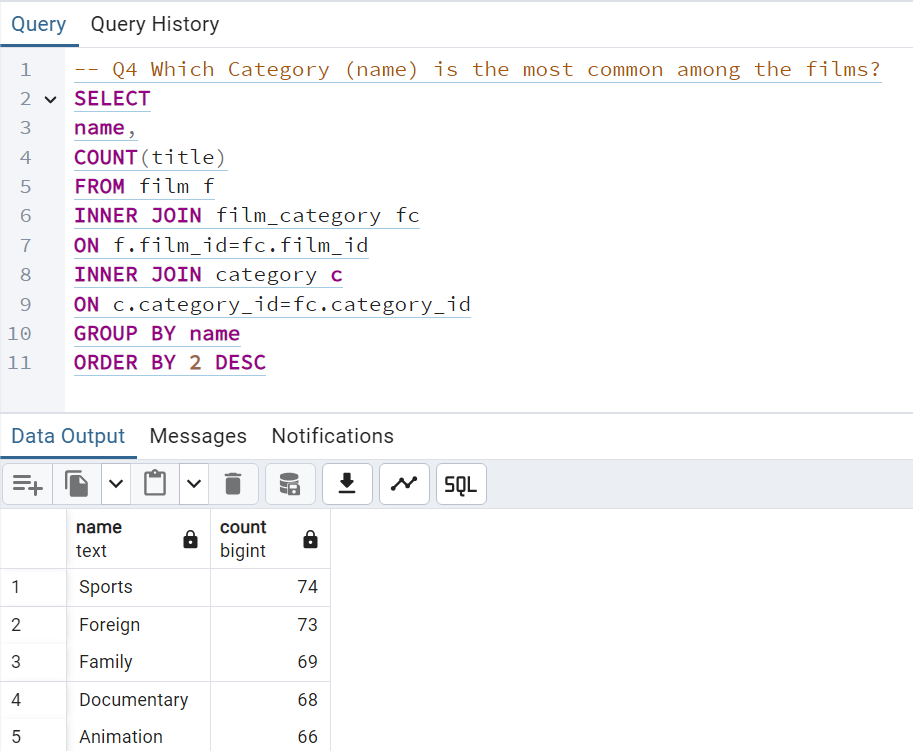 Query Query History
1 -- Q4 Which Category (name) is the most common among the films?
2 SELECT
3 name,
4 COUNT(title)
5 FROM film f
6 INNER JOIN film_category fc
7 ON f.film_id=fc.film_id
8 INNER JOIN category c
9 ON c.category_id=fc.category_id
10 GROUP BY name
11 ORDER BY 2 DESC
Data Output Messages Notifications
SQL
name count
text bigint
1 Sports 74
2 Foreign 73
3 Family 69
4 Documentary 68
5 Animation 66